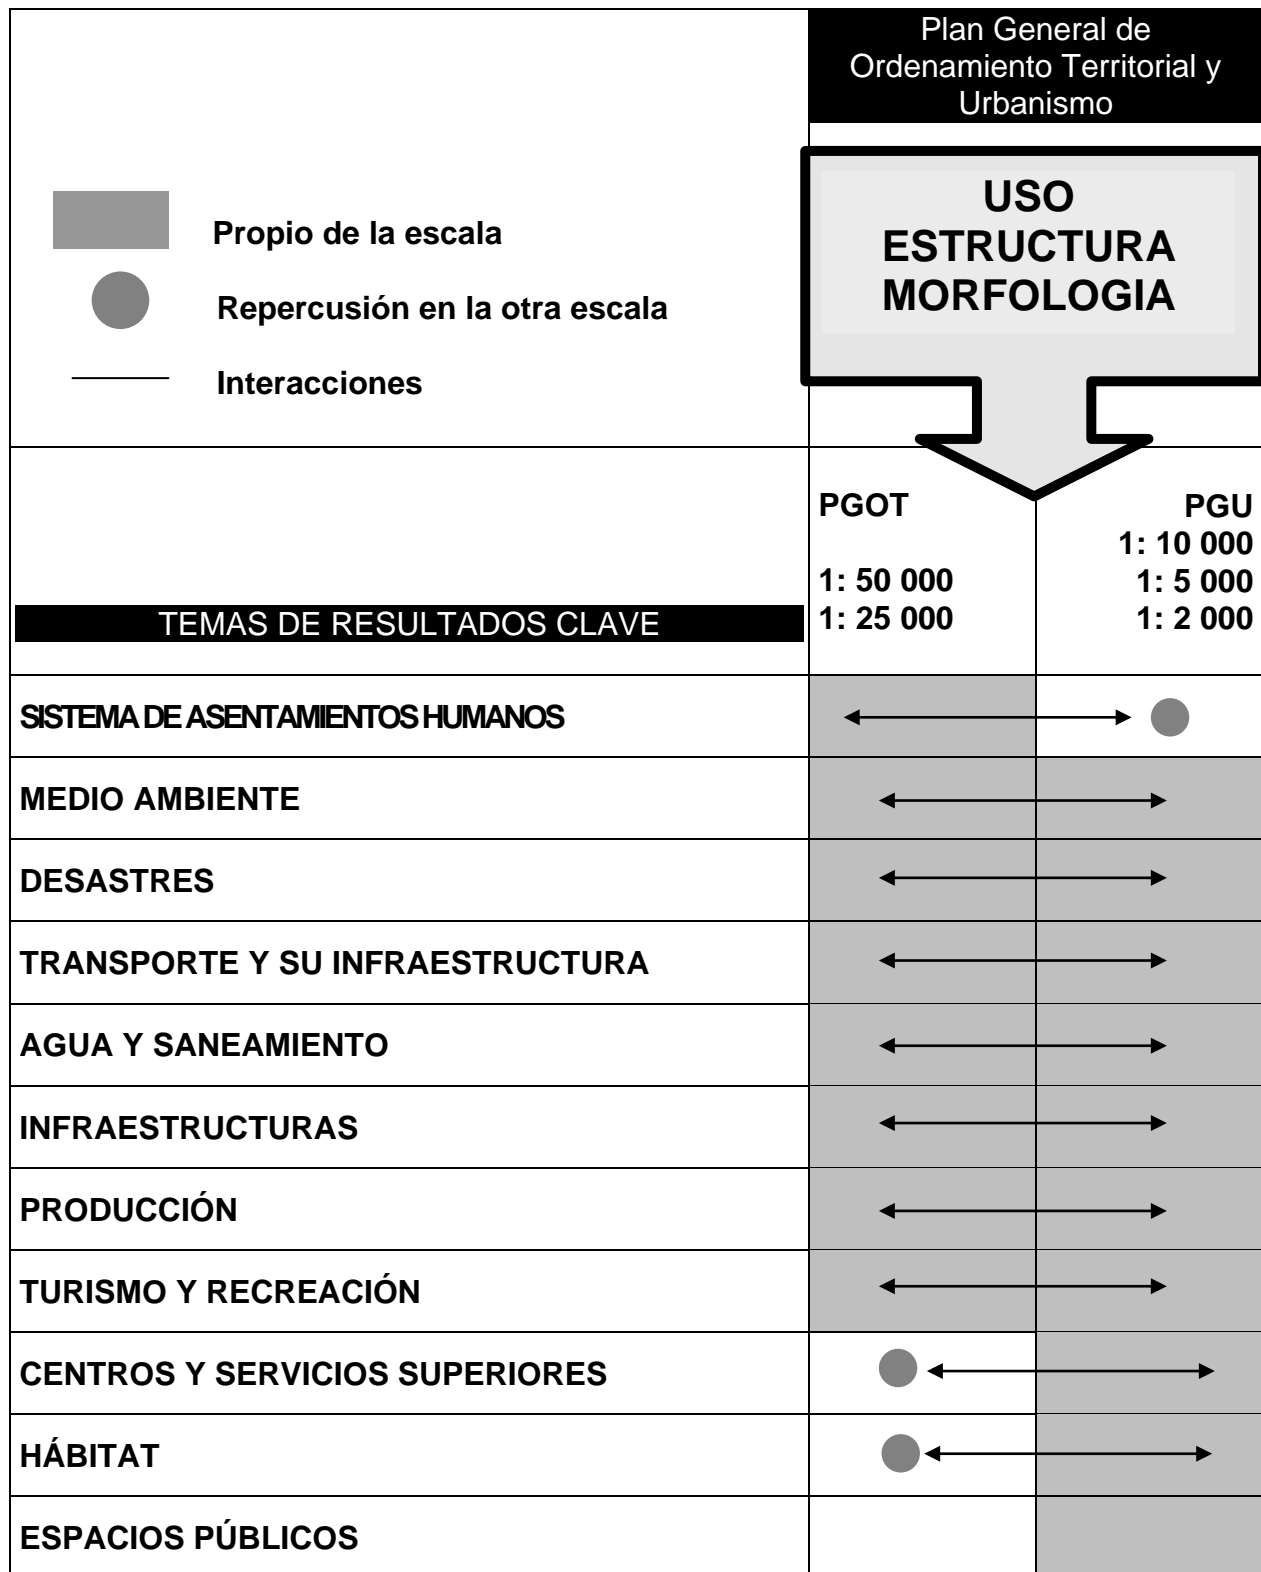 Plan General de
Ordenamiento Territorial y
Urbanismo
USO
ESTRUCTURA
MORFOLOGIA
Propio de la escala
Repercusión en la otra escala
Interacciones
PGOT
1: 50 000
1: 25 000
PGU
1: 10 000
1: 5 000
1: 2 000
TEMAS DE RESULTADOS CLAVE
SISTEMA DE ASENTAMIENTOS HUMANOS
MEDIO AMBIENTE
DESASTRES
TRANSPORTE Y SU INFRAESTRUCTURA
AGUA Y SANEAMIENTO
INFRAESTRUCTURAS
PRODUCCIÓN
TURISMO Y RECREACIÓN
CENTROS Y SERVICIOS SUPERIORES
HÁBITAT
ESPACIOS PÚBLICOS